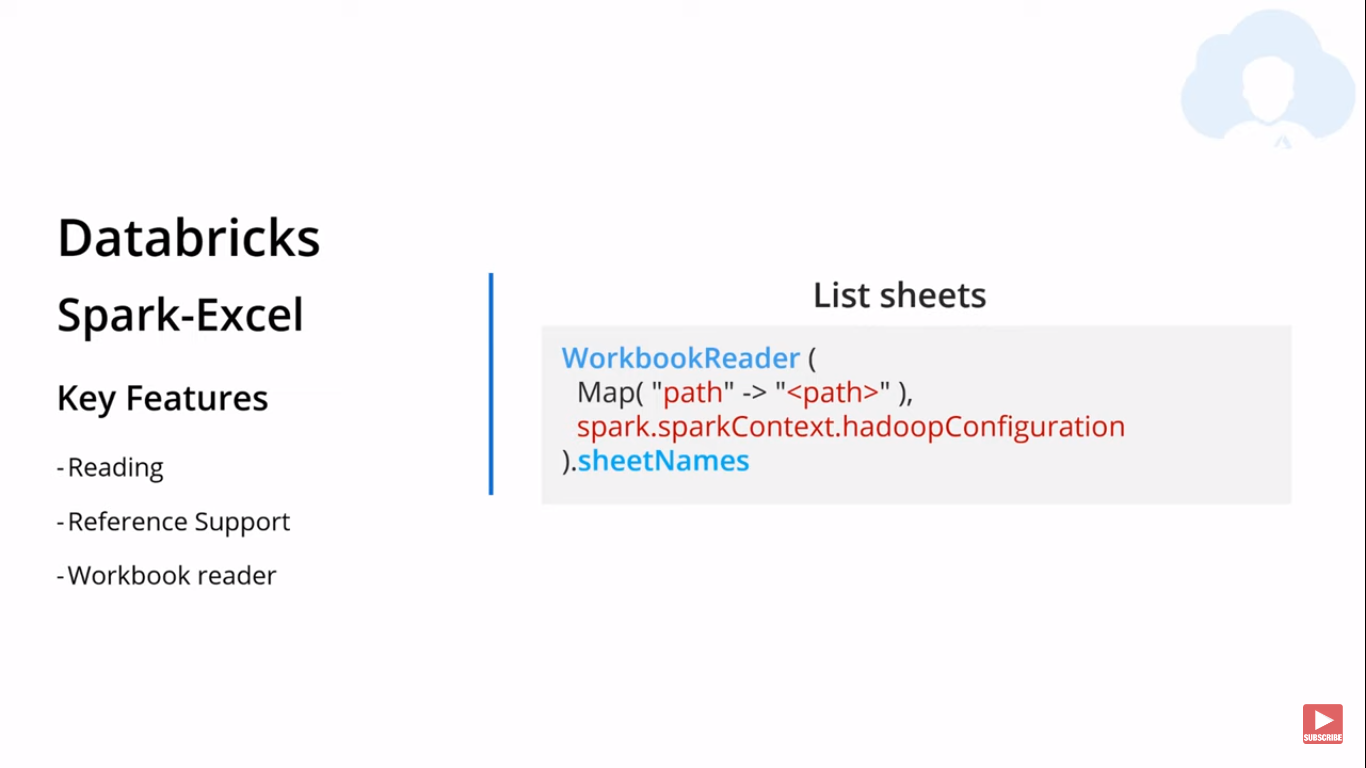 Databricks
Spark-Excel
Key Features
- Reading
- Reference Support
- Workbook reader
List sheets
WorkbookReader (
Map( "path" -> "<path>" ),
spark.sparkContext.hadoopConfiguration
).sheetNames
SUBSCRIBE